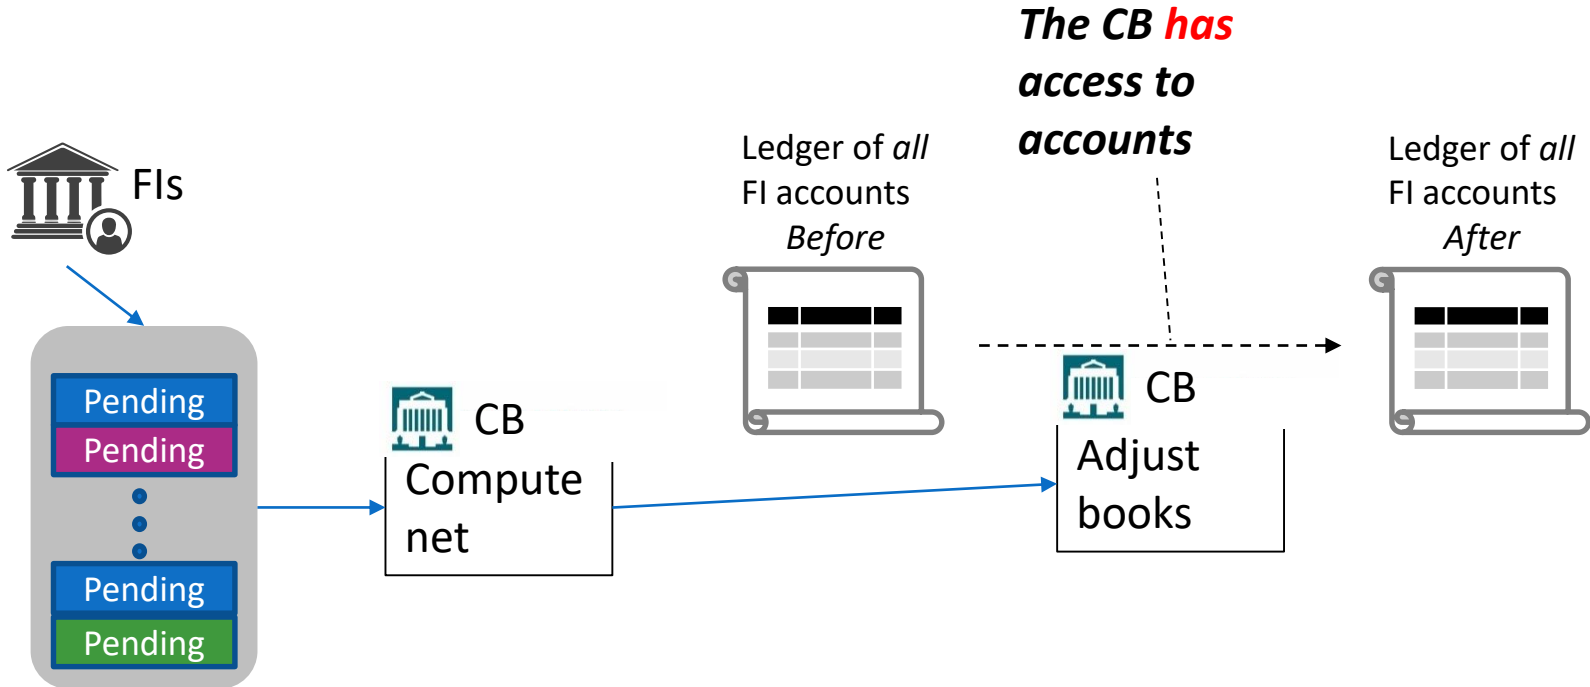 The CB has
access to
accounts
FIs
Ledger of all
FI accounts
Before
Ledger of all
FI accounts
After
Pending
Pending
Pending
Pending
CB
Compute
net
CB
Adjust
books